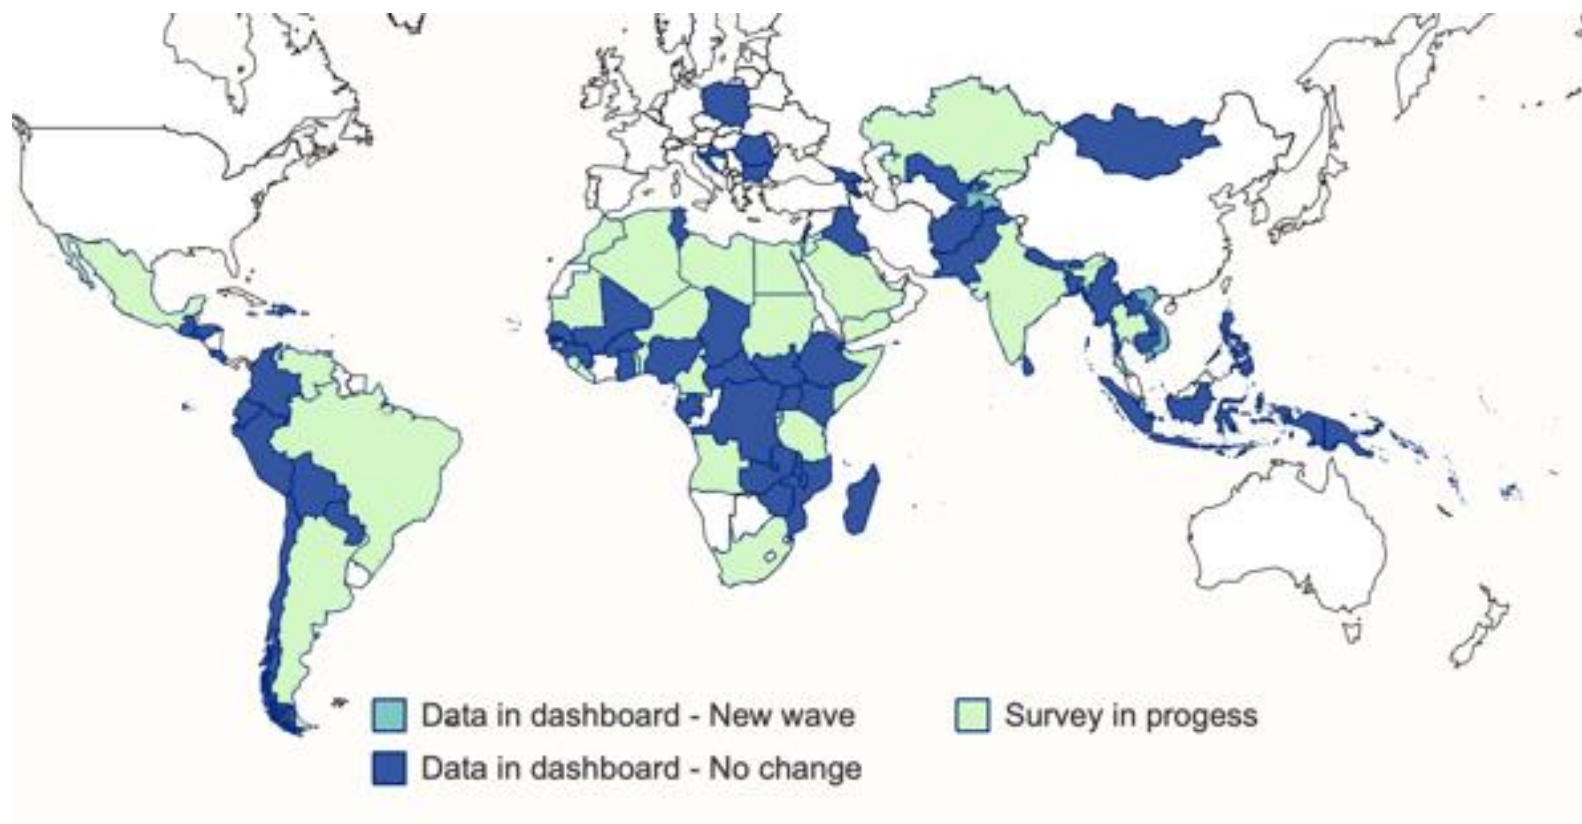 Data in dashboard - New wave
Survey in progess
Data in dashboard - No change